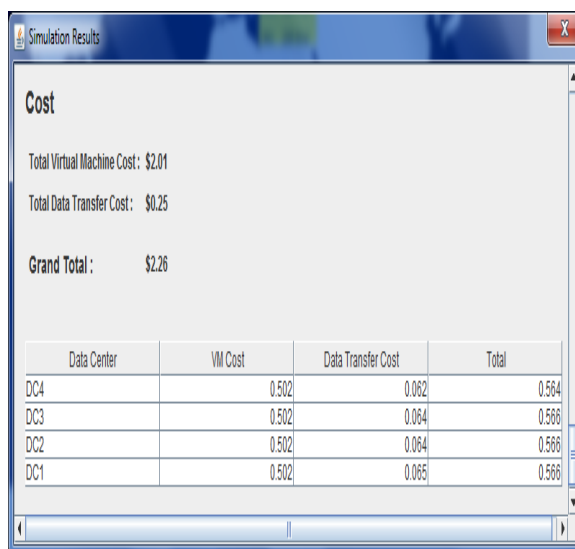 Simulation Results
X
Cost
Total Virtual Machine Cost : $2.01
Total Data Transfer Cost : $0.25
Grand Total : $2.26
Data Center VM Cost Data Transfer Cost Total
DC4 0.502 0.062 0.564
DC3 0.502 0.064 0.566
DC2 0.502 0.064 0.566
DC1 0.502 0.065 0.566